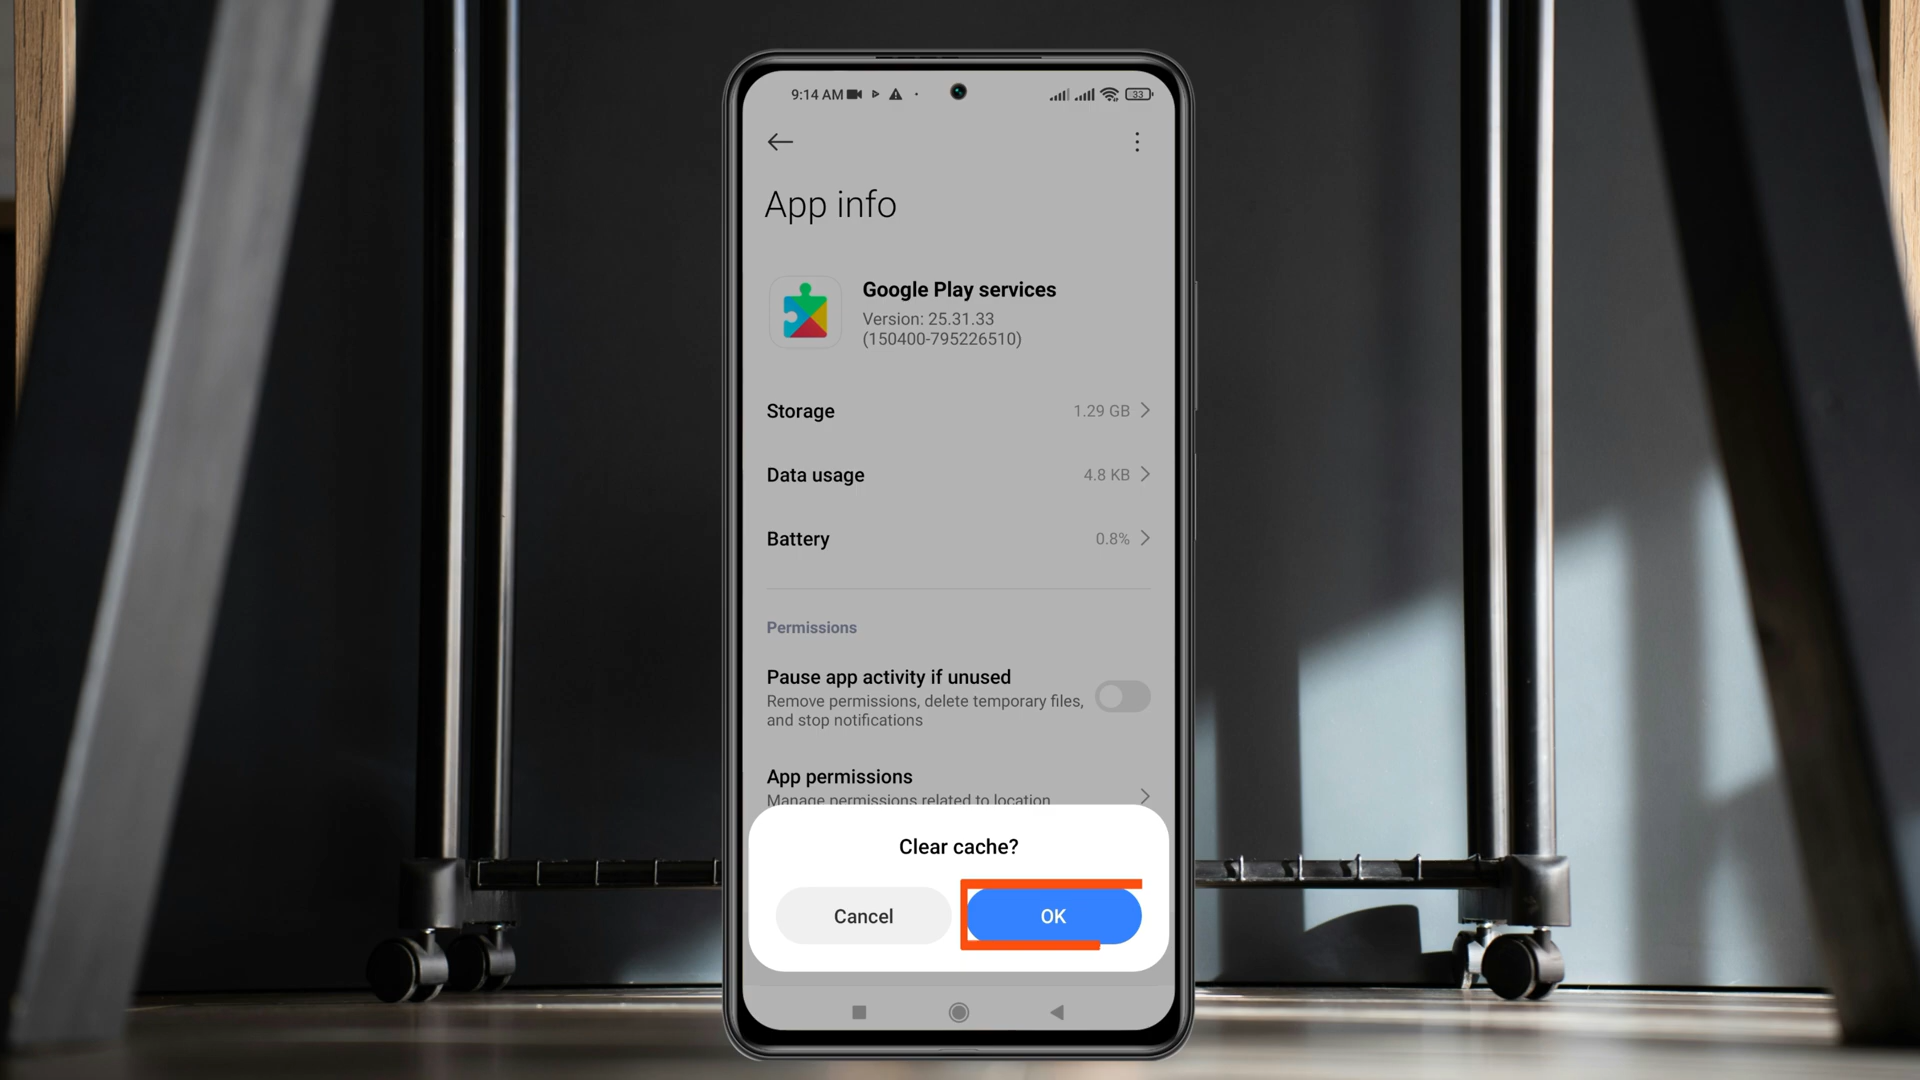 9:14 AM
33
App info
Google Play services
Version: 25.31.33
(150400-795226510)
Storage 1.29 GB
Data usage 4.8 KB
Battery 0.8%
Permissions
Pause app activity if unused
Remove permissions, delete temporary files,
and stop notifications
App permissions
Manage permissions related to location
Clear cache?
Cancel OK